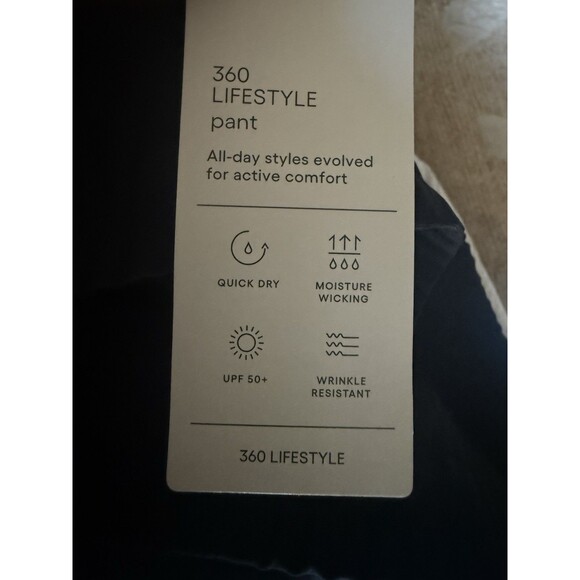 360
LIFESTYLE
pant
All-day styles evolved
for active comfort
QUICK DRY
MOISTURE
WICKING
UPF 50+
WRINKLE
RESISTANT
360 LIFESTYLE